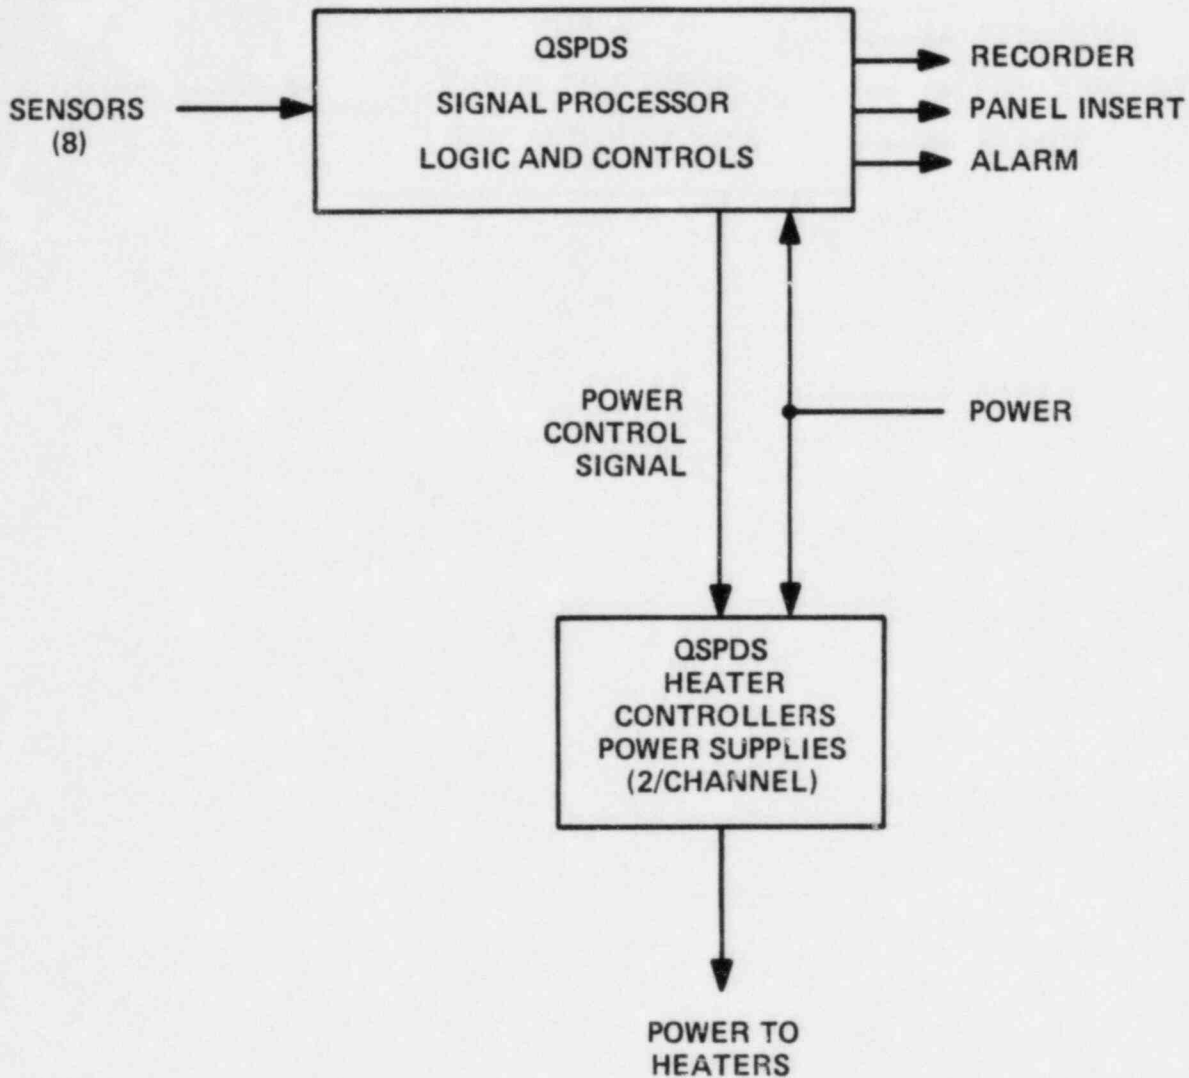 QSPDS
SIGNAL PROCESSOR
LOGIC AND CONTROLS
SENSORS
(8)
RECORDER
PANEL INSERT
ALARM
POWER
CONTROL
SIGNAL
POWER
QSPDS
HEATER
CONTROLLERS
POWER SUPPLIES
(2/CHANNEL)
POWER TO
HEATERS